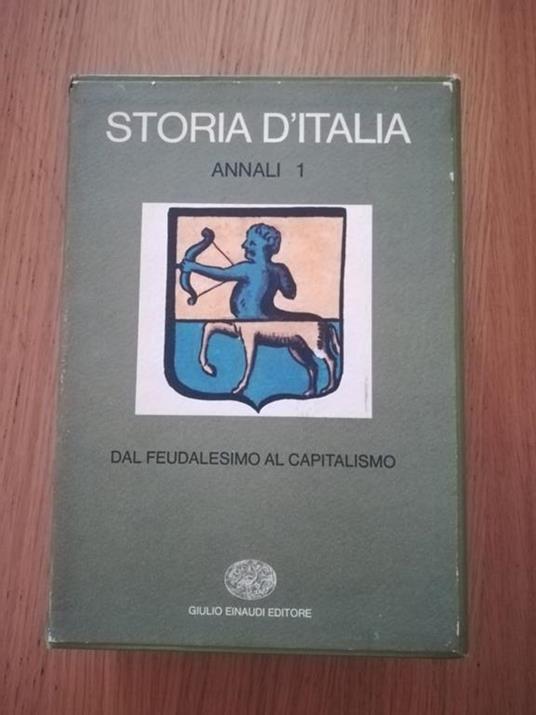 STORIA D'ITALIA
ANNALI 1
DAL FEUDALESIMO AL CAPITALISMO
GIULIO EINAUDI EDITORE